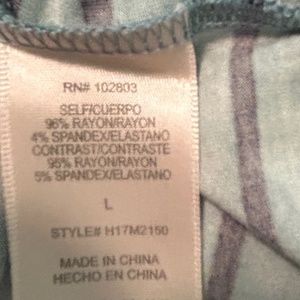 RN# 102803
SELF/CUERPO
96% RAYON/RAYON
4% SPANDEX/ELASTANO
CONTRAST/CONTRASTE
95% RAYON/RAYON
5% SPANDEX/ELASTANO
L
STYLE# H17M2150
MADE IN CHINA
HECHO EN CHINA